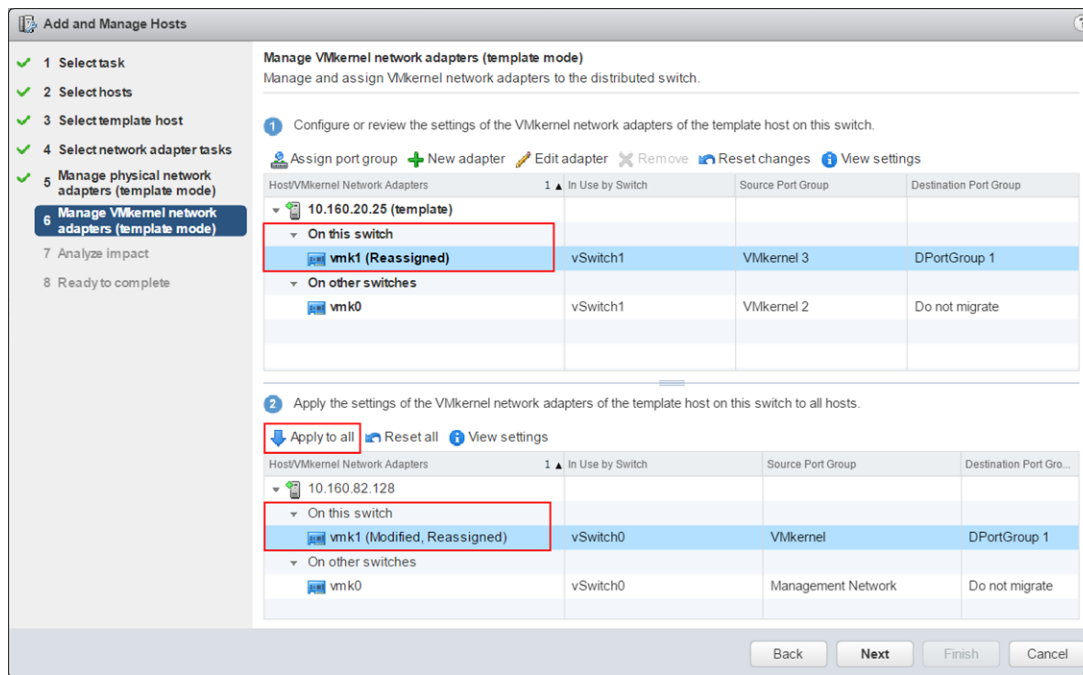 Add and Manage Hosts
?
1 Select task
2 Select hosts
3 Select template host
4 Select network adapter tasks
5 Manage physical network
adapters (template mode)
6 Manage VMkernel network
adapters (template mode)
7 Analyze impact
8 Ready to complete
Manage VMkernel network adapters (template mode)
Manage and assign VMkernel network adapters to the distributed switch.
1 Configure or review the settings of the VMkernel network adapters of the template host on this switch.
Assign port group New adapter Edit adapter Remove Reset changes View settings
Host/VMkernel Network Adapters 1 ▲ In Use by Switch Source Port Group Destination Port Group
10.160.20.25 (template)
On this switch
vmk1 (Reassigned) vSwitch1 VMkernel 3 DPortGroup 1
On other switches
vmk0 vSwitch1 VMkernel 2 Do not migrate
2 Apply the settings of the VMkernel network adapters of the template host on this switch to all hosts.
Apply to all Reset all View settings
Host/VMkernel Network Adapters 1 ▲ In Use by Switch Source Port Group Destination Port Gro...
10.160.82.128
On this switch
vmk1 (Modified, Reassigned) vSwitch0 VMkernel DPortGroup 1
On other switches
vmk0 vSwitch0 Management Network Do not migrate
Back Next Finish Cancel